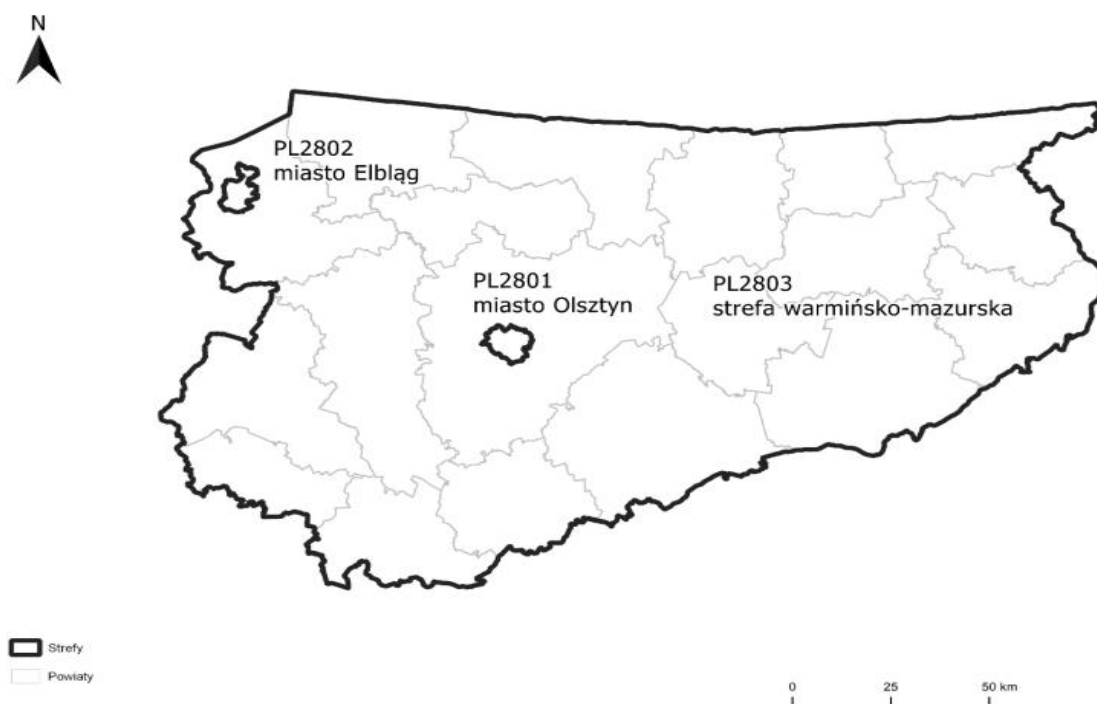 N
PL2802
miasto Elbląg
PL2801
miasto Olsztyn
PL2803
strefa warmińsko-mazurska
Strefy
Powiaty
0 25 50 km